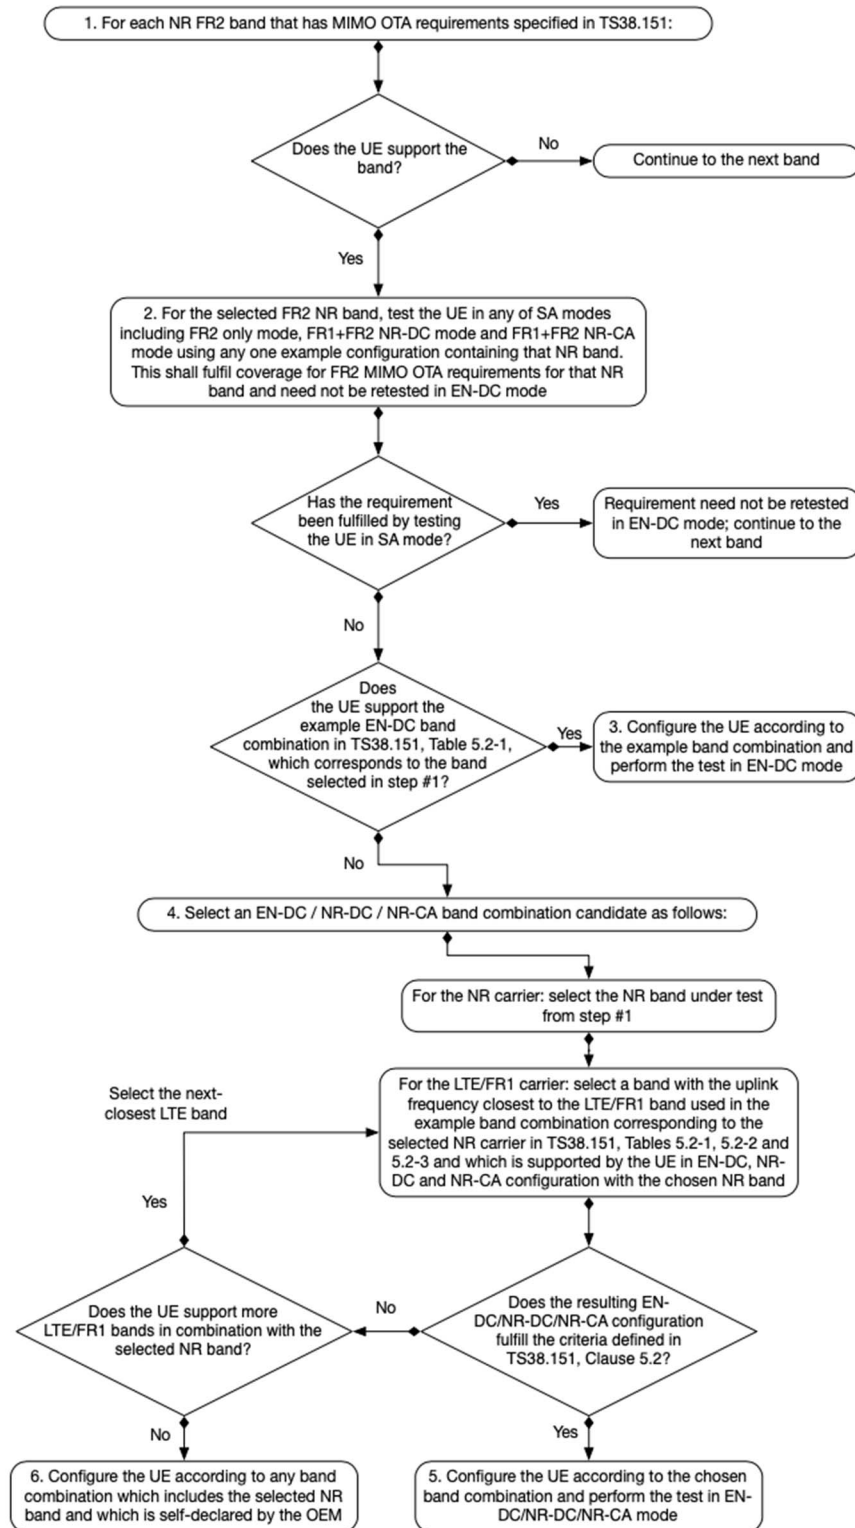 1. For each NR FR2 band that has MIMO OTA requirements specified in TS38.151:
Does the UE support the
band?
No
Continue to the next band
Yes
2. For the selected FR2 NR band, test the UE in any of SA modes
including FR2 only mode, FR1+FR2 NR-DC mode and FR1+FR2 NR-CA
mode using any one example configuration containing that NR band.
This shall fulfil coverage for FR2 MIMO OTA requirements for that NR
band and need not be retested in EN-DC mode
Has the requirement
been fulfilled by testing
the UE in SA mode?
Yes
Requirement need not be retested
in EN-DC mode; continue to the
next band
No
Does
the UE support the
example EN-DC band
combination in TS38.151, Table 5.2-1,
which corresponds to the band
selected in step #1?
Yes
3. Configure the UE according to
the example band combination and
perform the test in EN-DC mode
No
4. Select an EN-DC / NR-DC / NR-CA band combination candidate as follows:
For the NR carrier: select the NR band under test
from step #1
Select the next-
closest LTE band
For the LTE/FR1 carrier: select a band with the uplink
frequency closest to the LTE/FR1 band used in the
example band combination corresponding to the
selected NR carrier in TS38.151, Tables 5.2-1, 5.2-2 and
5.2-3 and which is supported by the UE in EN-DC, NR-
DC and NR-CA configuration with the chosen NR band
Yes
Does the UE support more
LTE/FR1 bands in combination with the
selected NR band?
No
Does the resulting EN-
DC/NR-DC/NR-CA configuration
fulfill the criteria defined in
TS38.151, Clause 5.2?
No
Yes
6. Configure the UE according to any band
combination which includes the selected NR
band and which is self-declared by the OEM
5. Configure the UE according to the chosen
band combination and perform the test in EN-
DC/NR-DC/NR-CA mode